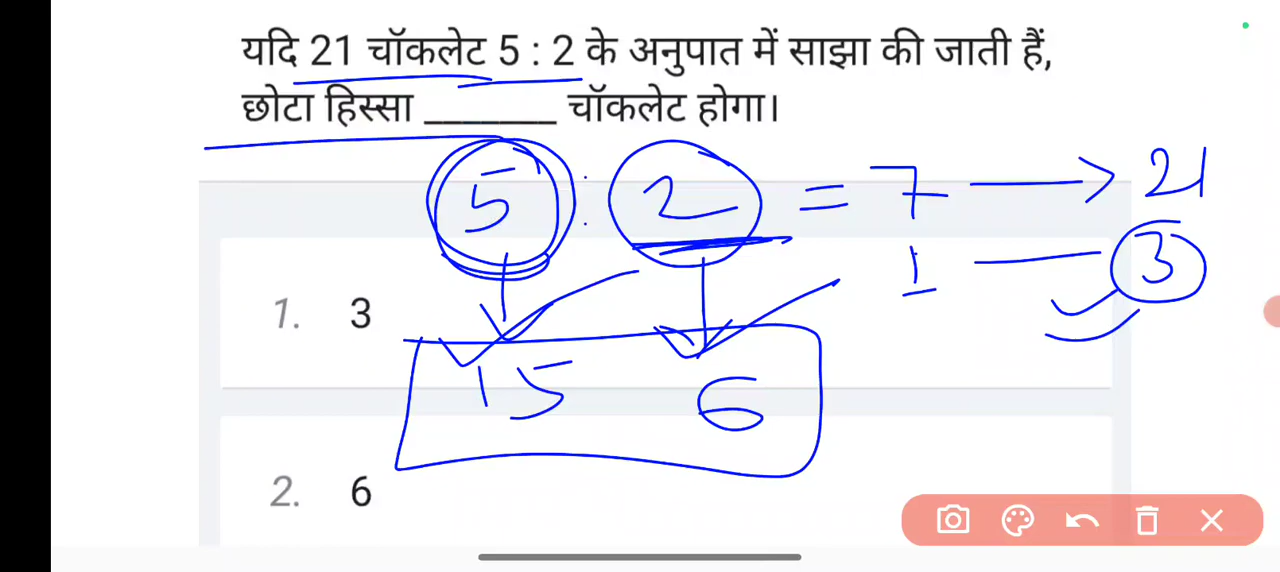 यदि 21 चॉकलेट 5 : 2 के अनुपात में साझा की जाती हैं,
छोटा हिस्सा _______ चॉकलेट होगा।
5 : 2 = 7 → 21
1 — 3
1. 3
15 6
2. 6